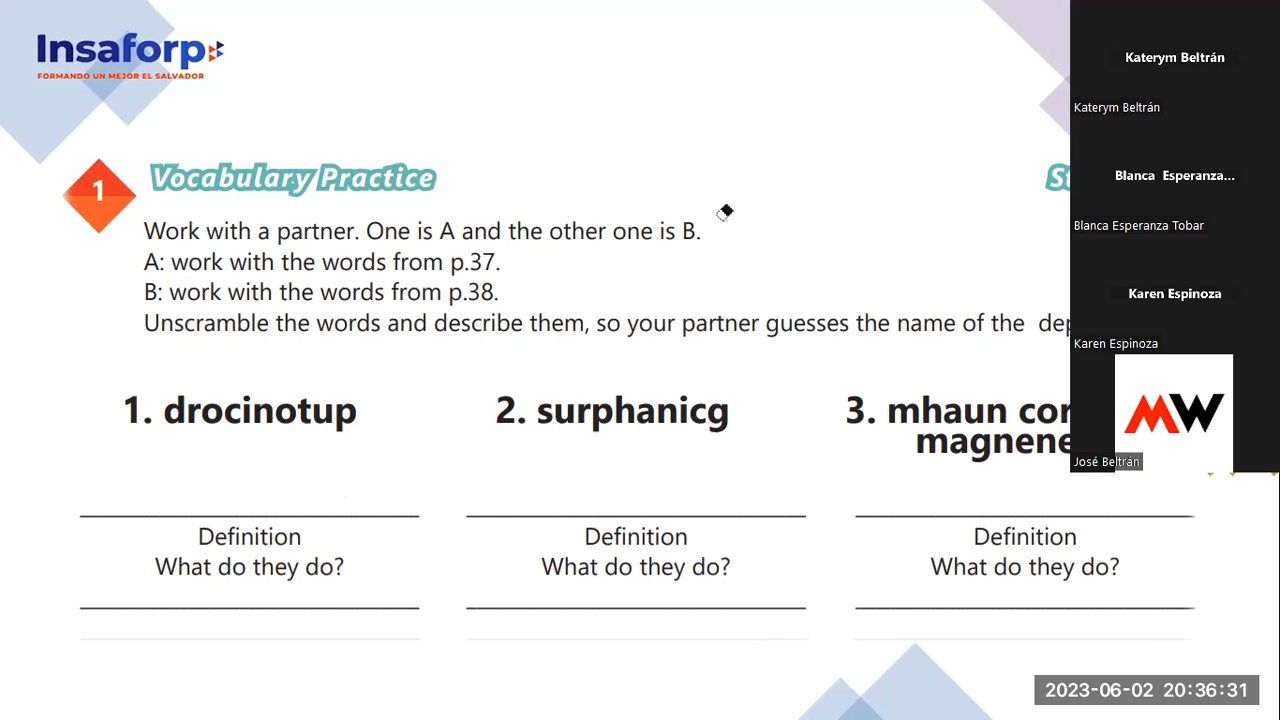 Insaforp
FORMANDO UN MEJOR EL SALVADOR
1
Vocabulary Practice
Work with a partner. One is A and the other one is B.
A: work with the words from p.37.
B: work with the words from p.38.
Unscramble the words and describe them, so your partner guesses the name of the
1. drocinotup
2. surphanicg
3. mhaun
Definition
What do they do?
Definition
What do they do?
Definition
What do they do?
Katerym Beltrán
Katerym Beltrán
Blanca Esperanza...
Blanca Esperanza Tobar
Karen Espinoza
Karen Espinoza
MW
José Beltrán
2023-06-02 20:36:31